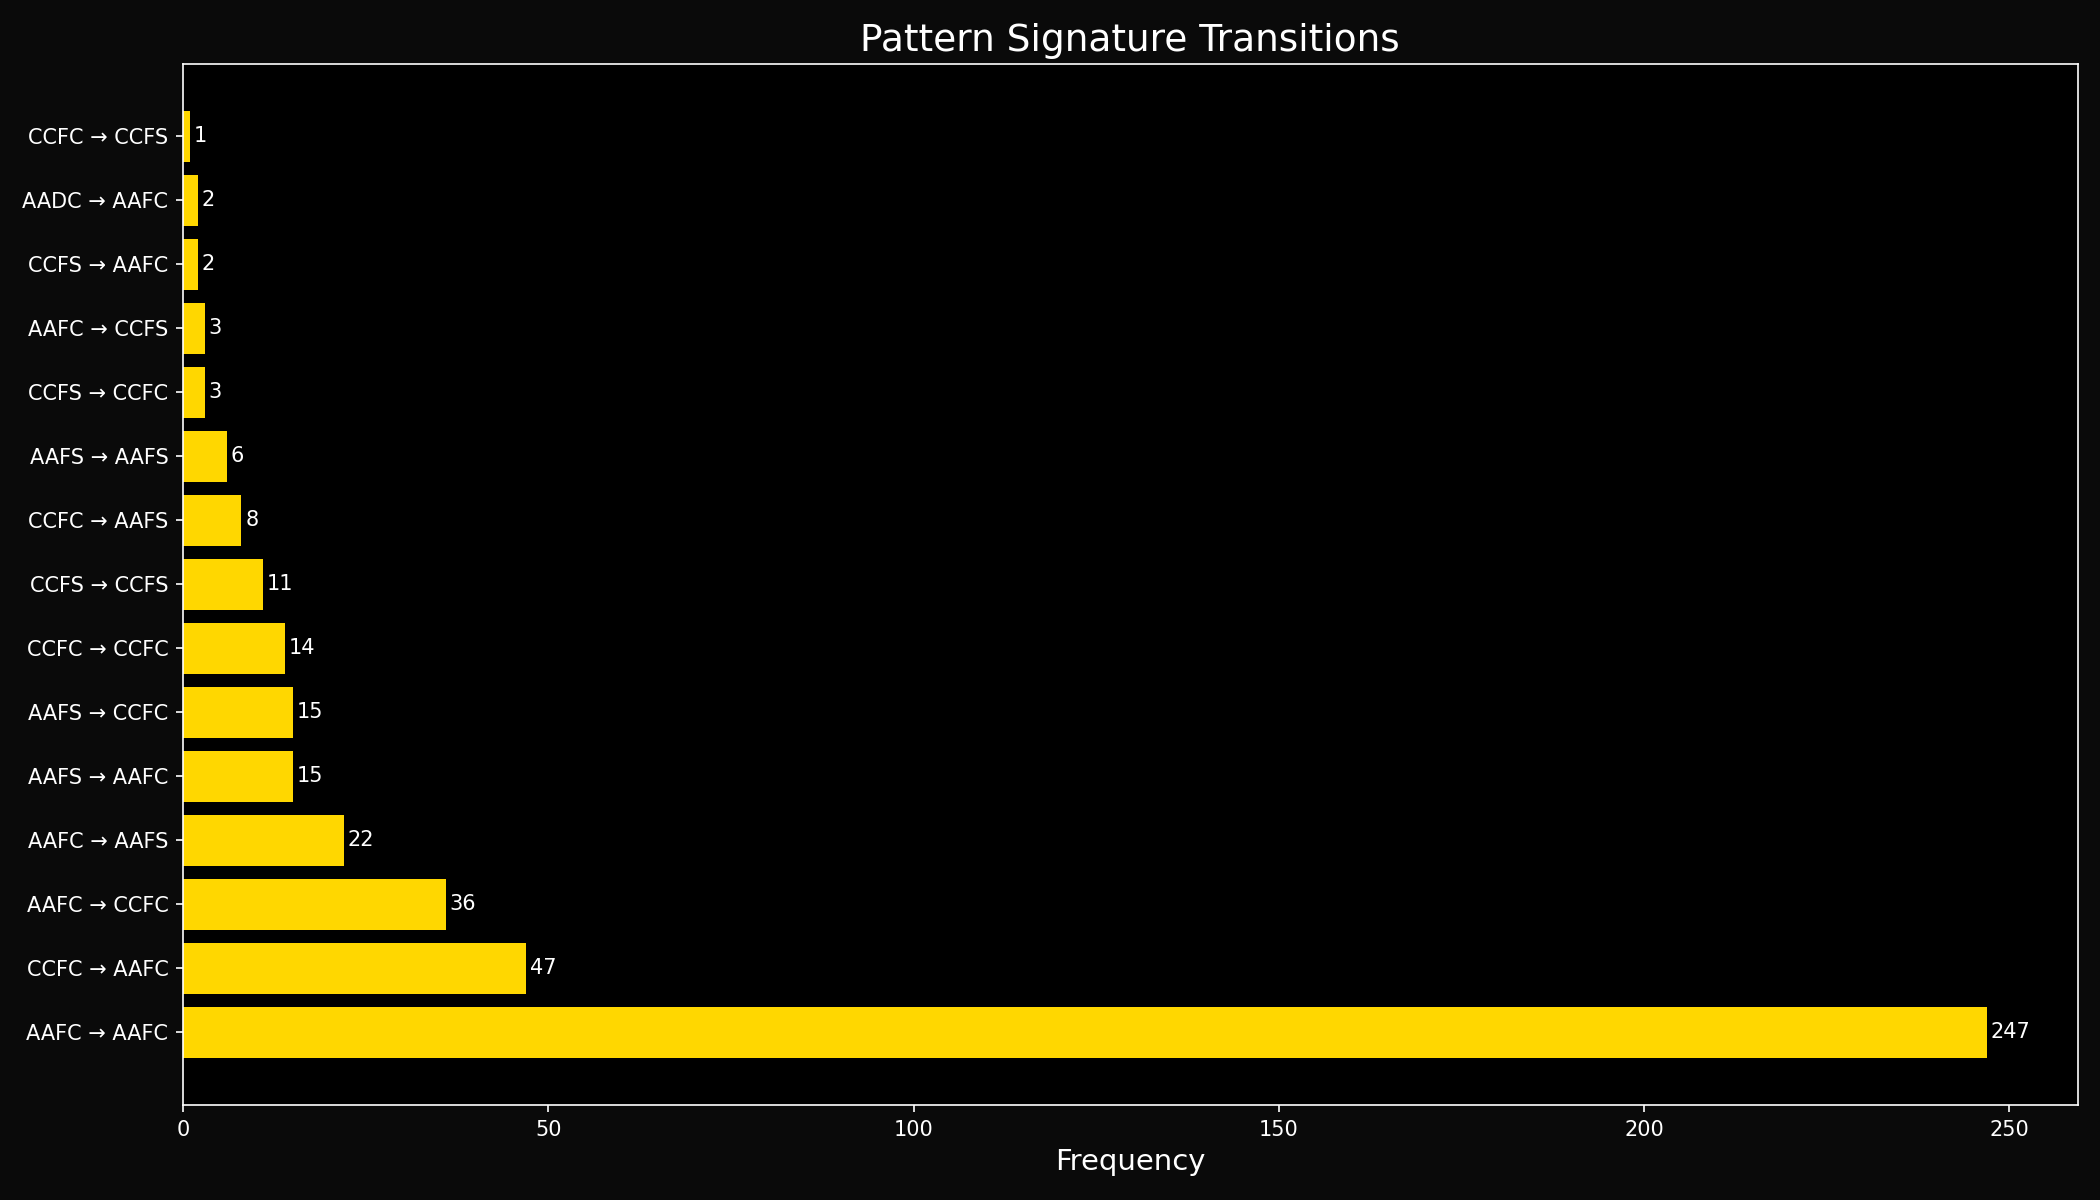 Pattern Signature Transitions
CCFC → CCFS 1
AADC → AAFC 2
CCFS → AAFC 2
AAFC → CCFS 3
CCFS → CCFC 3
AAFS → AAFS 6
CCFC → AAFS 8
CCFS → CCFS 11
CCFC → CCFC 14
AAFS → CCFC 15
AAFS → AAFC 15
AAFC → AAFS 22
AAFC → CCFC 36
CCFC → AAFC 47
AAFC → AAFC 247
0 50 100 150 200 250
Frequency